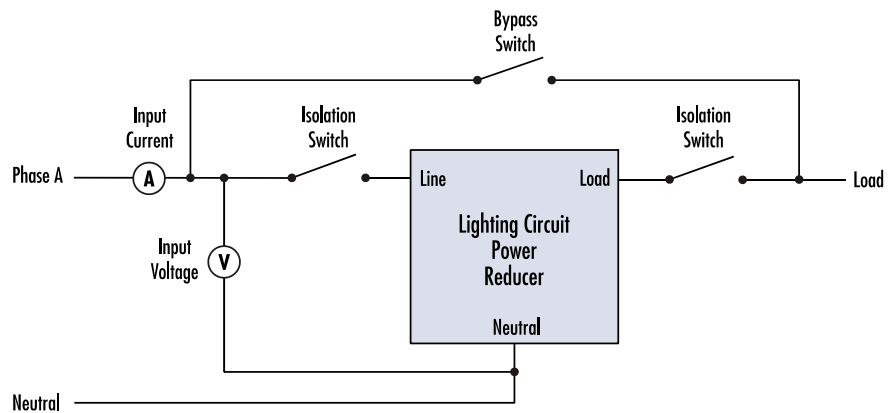 Bypass
Switch
Input
Current
Isolation
Switch
Isolation
Switch
Phase A
A
Line
Load
Load
Lighting Circuit
Power
Reducer
Input
Voltage
V
Neutral
Neutral